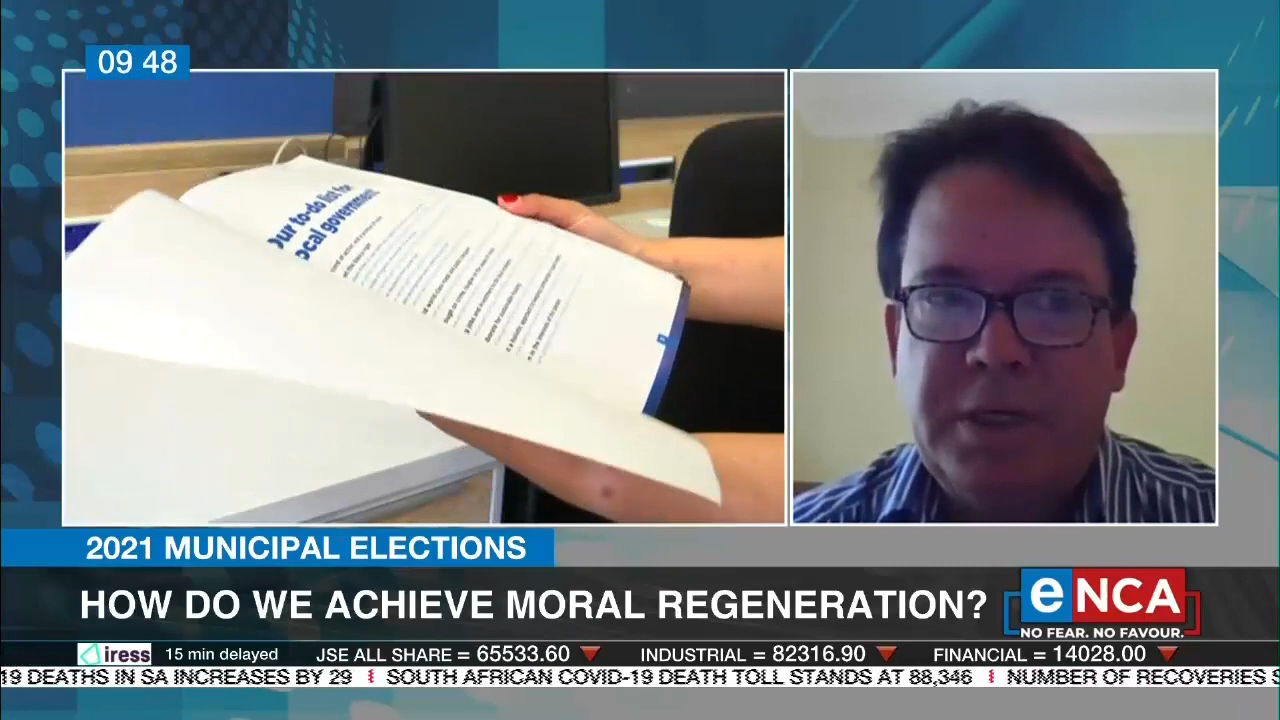 09 48
our to-do list for
local government
2021 MUNICIPAL ELECTIONS
HOW DO WE ACHIEVE MORAL REGENERATION?
eNCA
NO FEAR. NO FAVOUR.
iress 15 min delayed JSE ALL SHARE = 65533.60 INDUSTRIAL = 82316.90 FINANCIAL = 14028.00
19 DEATHS IN SA INCREASES BY 29 SOUTH AFRICAN COVID-19 DEATH TOLL STANDS AT 88,346 NUMBER OF RECOVERIES S